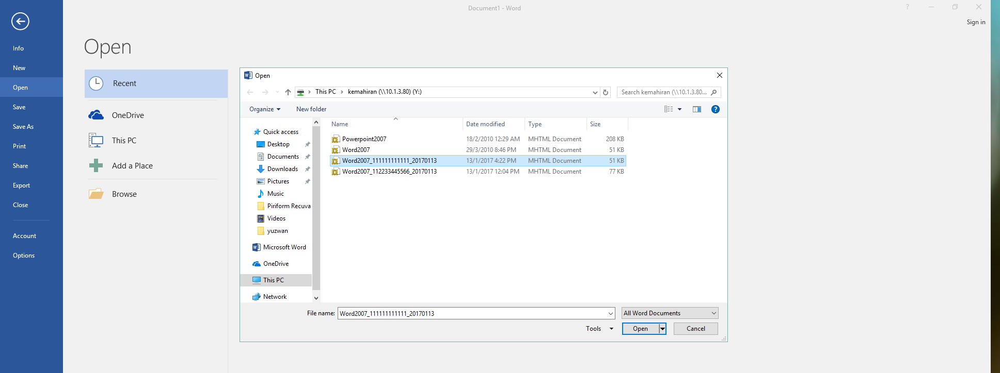 Document1 - Word
?
Sign in
Info
New
Open
Save
Save As
Print
Share
Export
Close
Account
Options
Open
Recent
OneDrive
This PC
Add a Place
Browse
Open
This PC > kemahiran (\\10.1.3.80) (Y:)
Search kemahiran (\\10.1.3.80...
Organize
New folder
?
Quick access
Desktop
Documents
Downloads
Pictures
Music
Piriform Recuva
Videos
yuzwan
Microsoft Word
OneDrive
This PC
Network
Name Date modified Type Size
Powerpoint2007 18/2/2010 12:29 AM MHTML Document 208 KB
Word2007 29/3/2010 8:46 PM MHTML Document 51 KB
Word2007_111111111111_20170113 13/1/2017 4:22 PM MHTML Document 51 KB
Word2007_112233445566_20170113 13/1/2017 12:04 PM MHTML Document 77 KB
File name: Word2007_111111111111_20170113 All Word Documents
Tools Open Cancel